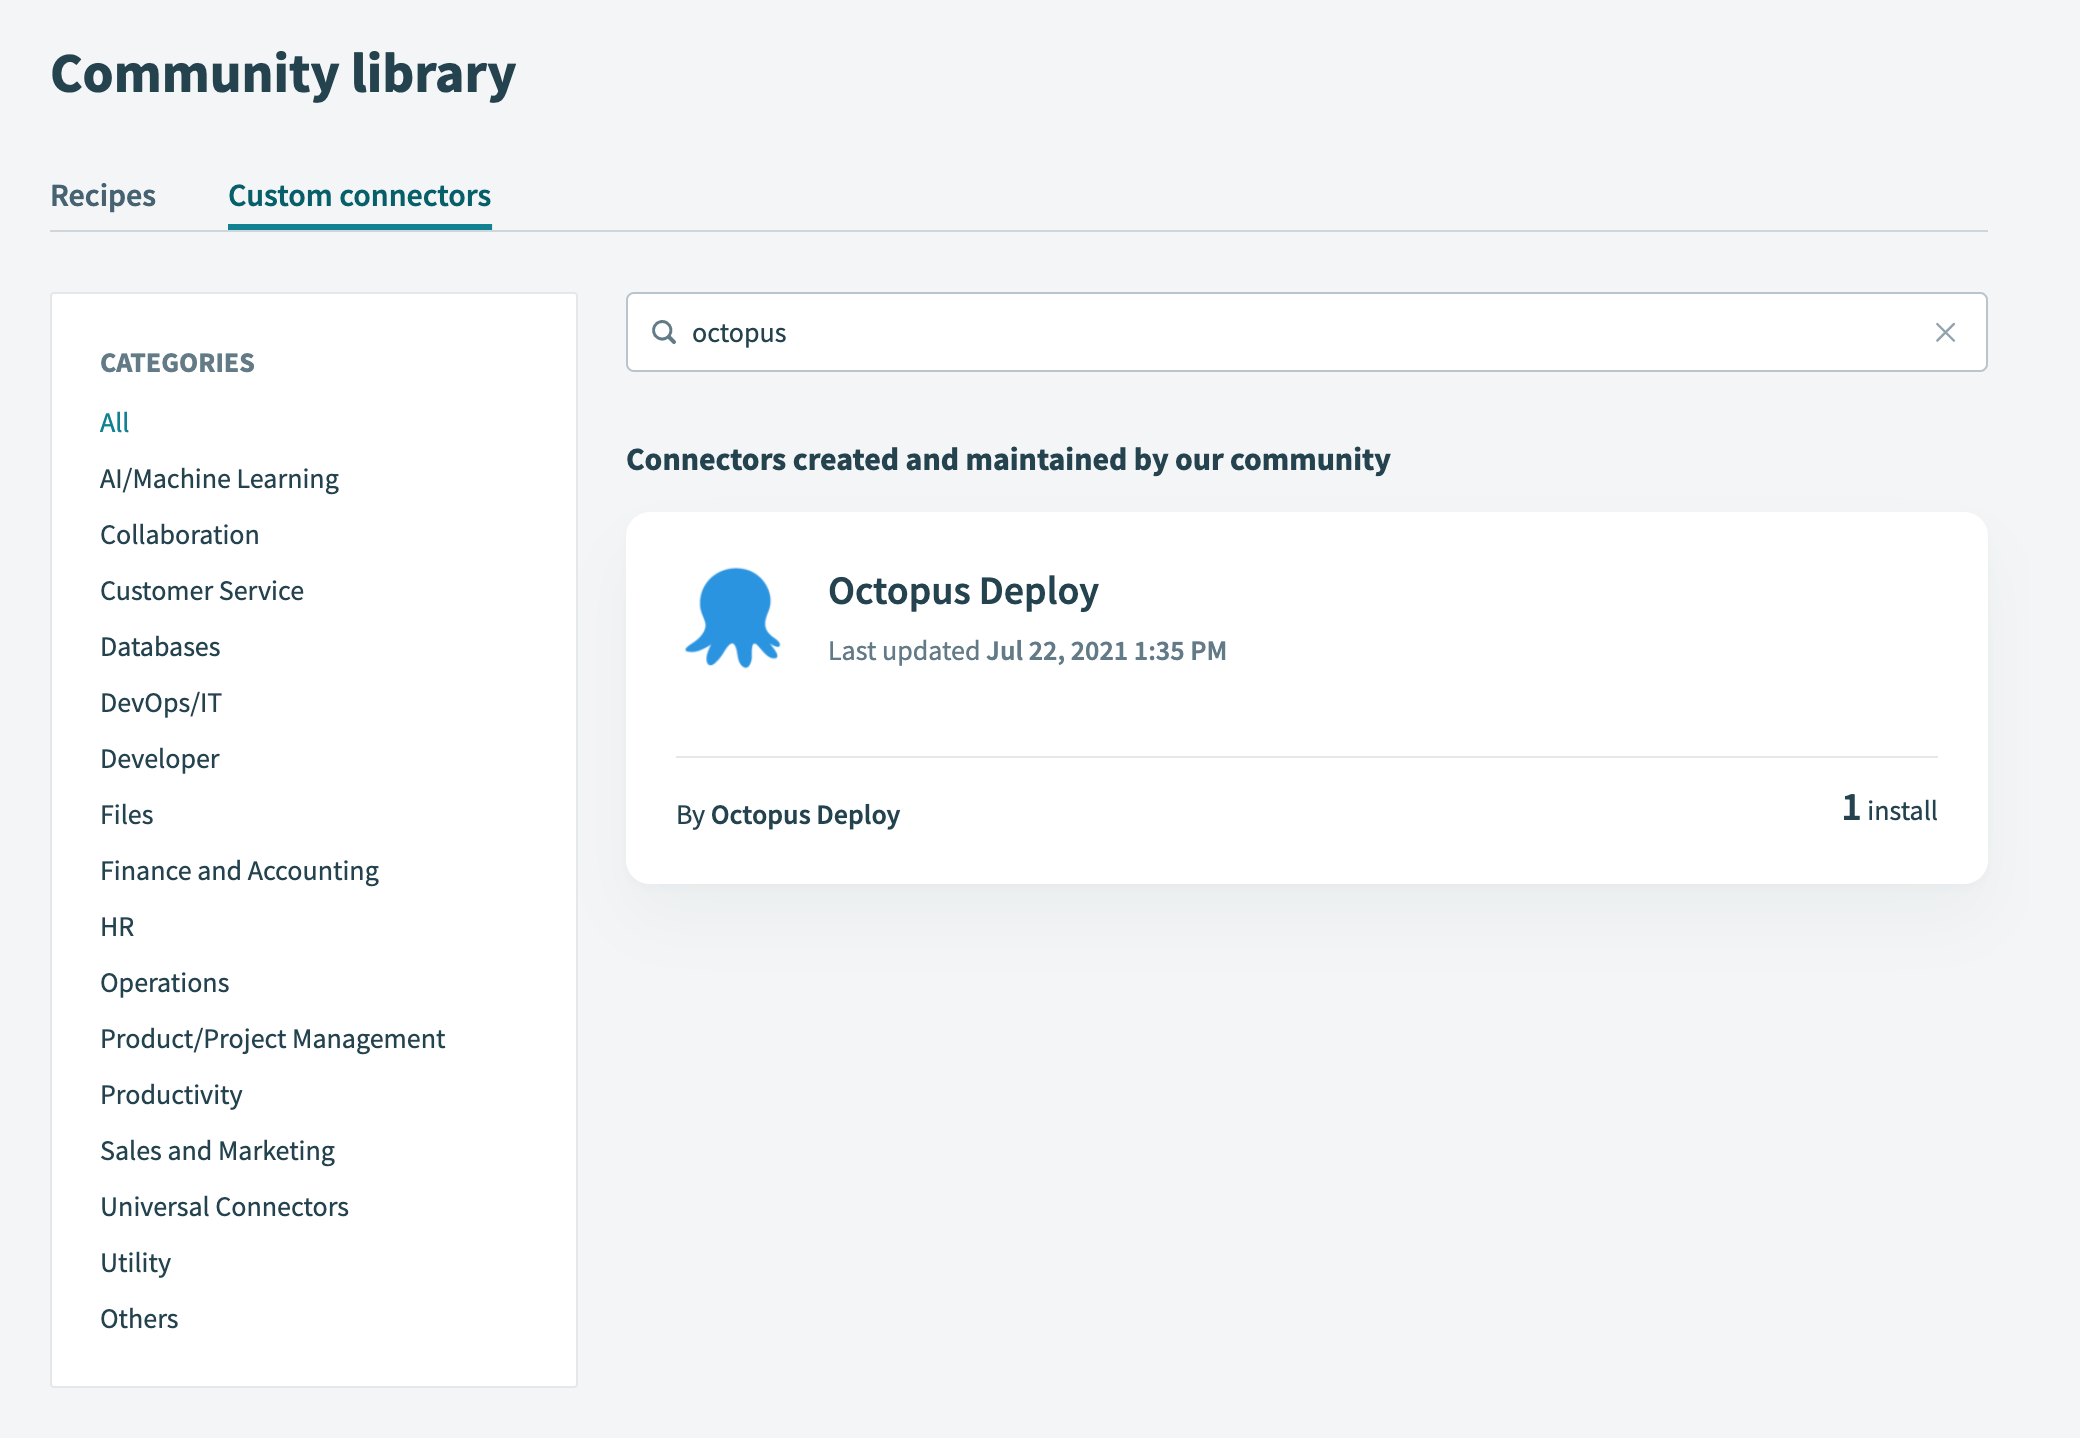 Community library
Recipes
Custom connectors
CATEGORIES
All
AI/Machine Learning
Collaboration
Customer Service
Databases
DevOps/IT
Developer
Files
Finance and Accounting
HR
Operations
Product/Project Management
Productivity
Sales and Marketing
Universal Connectors
Utility
Others
octopus
Connectors created and maintained by our community
Octopus Deploy
Last updated Jul 22, 2021 1:35 PM
By Octopus Deploy
1 install